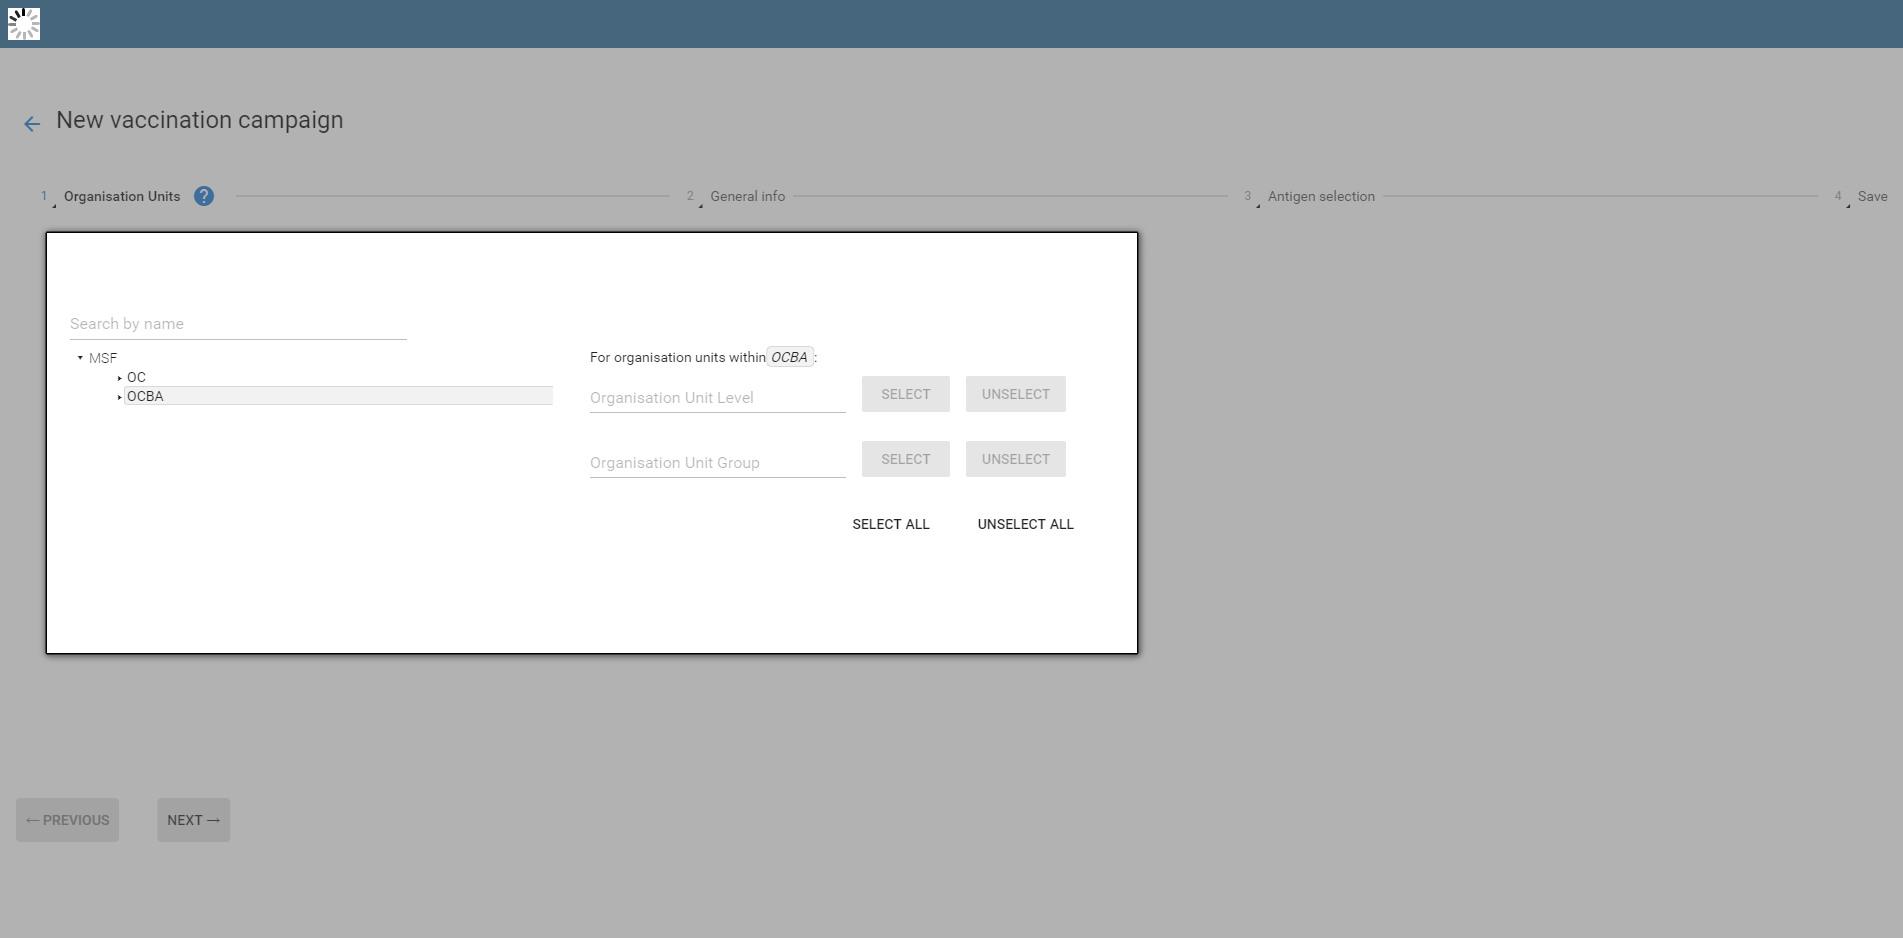 New vaccination campaign
1 Organisation Units ? 2 General info 3 Antigen selection 4 Save
Search by name
MSF
OC
OCBA
For organisation units within OCBA :
Organisation Unit Level SELECT UNSELECT
Organisation Unit Group SELECT UNSELECT
SELECT ALL UNSELECT ALL
← PREVIOUS NEXT →